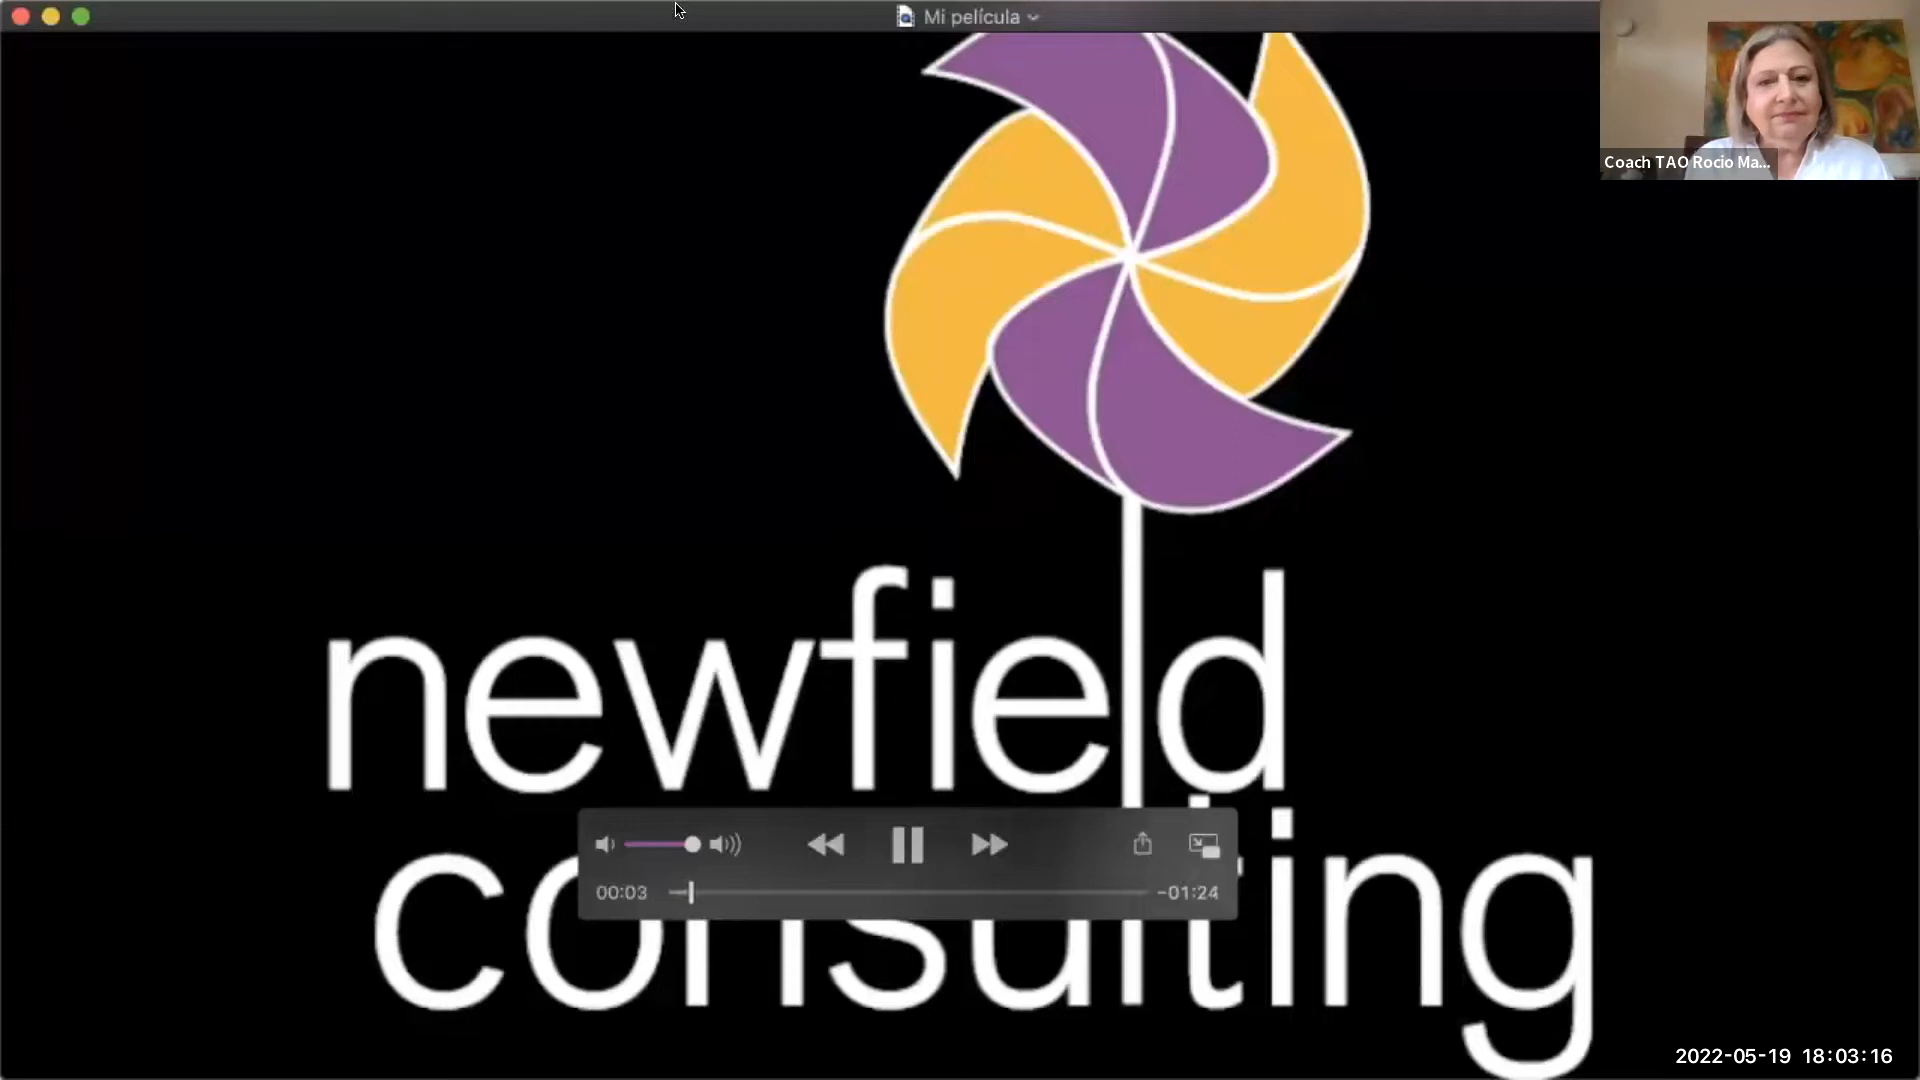 Mi película
Coach TAO Rocio Ma...
newfield
consulting
00:03
-01:24
2022-05-19 18:03:16